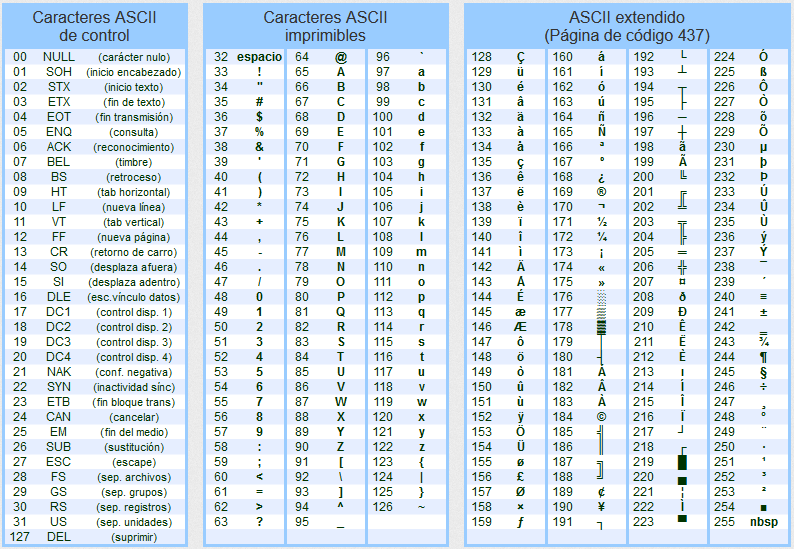 Caracteres ASCII
de control
00 NULL (carácter nulo)
01 SOH (inicio encabezado)
02 STX (inicio texto)
03 ETX (fin de texto)
04 EOT (fin transmisión)
05 ENQ (consulta)
06 ACK (reconocimiento)
07 BEL (timbre)
08 BS (retroceso)
09 HT (tab horizontal)
10 LF (nueva línea)
11 VT (tab vertical)
12 FF (nueva página)
13 CR (retorno de carro)
14 SO (desplaza afuera)
15 SI (desplaza adentro)
16 DLE (esc.vínculo datos)
17 DC1 (control disp. 1)
18 DC2 (control disp. 2)
19 DC3 (control disp. 3)
20 DC4 (control disp. 4)
21 NAK (conf. negativa)
22 SYN (inactividad sínc)
23 ETB (fin bloque trans)
24 CAN (cancelar)
25 EM (fin del medio)
26 SUB (sustitución)
27 ESC (escape)
28 FS (sep. archivos)
29 GS (sep. grupos)
30 RS (sep. registros)
31 US (sep. unidades)
127 DEL (suprimir)
Caracteres ASCII
imprimibles
32 espacio 64 @ 96 `
33 ! 65 A 97 a
34 " 66 B 98 b
35 # 67 C 99 c
36 $ 68 D 100 d
37 % 69 E 101 e
38 & 70 F 102 f
39 ' 71 G 103 g
40 ( 72 H 104 h
41 ) 73 I 105 i
42 * 74 J 106 j
43 + 75 K 107 k
44 , 76 L 108 l
45 - 77 M 109 m
46 . 78 N 110 n
47 / 79 O 111 o
48 0 80 P 112 p
49 1 81 Q 113 q
50 2 82 R 114 r
51 3 83 S 115 s
52 4 84 T 116 t
53 5 85 U 117 u
54 6 86 V 118 v
55 7 87 W 119 w
56 8 88 X 120 x
57 9 89 Y 121 y
58 : 90 Z 122 z
59 ; 91 [ 123 {
60 < 92 \ 124 |
61 = 93 ] 125 }
62 > 94 ^ 126 ~
63 ? 95 _
ASCII extendido
(Página de código 437)
128 Ç 160 á 192 └ 224 Ó
129 ü 161 í 193 ┴ 225 ß
130 é 162 ó 194 ┬ 226 Ô
131 â 163 ú 195 ├ 227 Ò
132 ä 164 ñ 196 ─ 228 õ
133 à 165 Ñ 197 ┼ 229 Õ
134 å 166 ª 198 ã 230 µ
135 ç 167 º 199 Ã 231 þ
136 ê 168 ¿ 200 ╚ 232 Þ
137 ë 169 ® 201 ╔ 233 Ú
138 è 170 ¬ 202 ╩ 234 Û
139 ï 171 ½ 203 ╦ 235 Ù
140 î 172 ¼ 204 ╠ 236 ý
141 ì 173 ¡ 205 ═ 237 Ý
142 Ä 174 « 206 ╬ 238 ¯
143 Å 175 » 207 ¤ 239 ´
144 É 176 ░ 208 ð 240 ≡
145 æ 177 ▒ 209 Ð 241 ±
146 Æ 178 ▓ 210 Ê 242 ‗
147 ô 179 │ 211 Ë 243 ¾
148 ö 180 ┤ 212 È 244 ¶
149 ò 181 Á 213 ı 245 §
150 û 182 Â 214 Í 246 ÷
151 ù 183 À 215 Î 247 ¸
152 ÿ 184 © 216 Ï 248 °
153 Ö 185 ╣ 217 ┘ 249 ¨
154 Ü 186 ║ 218 ┌ 250 ·
155 ø 187 ╗ 219 █ 251 ¹
156 £ 188 ╝ 220 ▄ 252 ³
157 Ø 189 ¢ 221 ¦ 253 ²
158 × 190 ¥ 222 Ì 254 ■
159 ƒ 191 ┐ 223 ▀ 255 nbsp